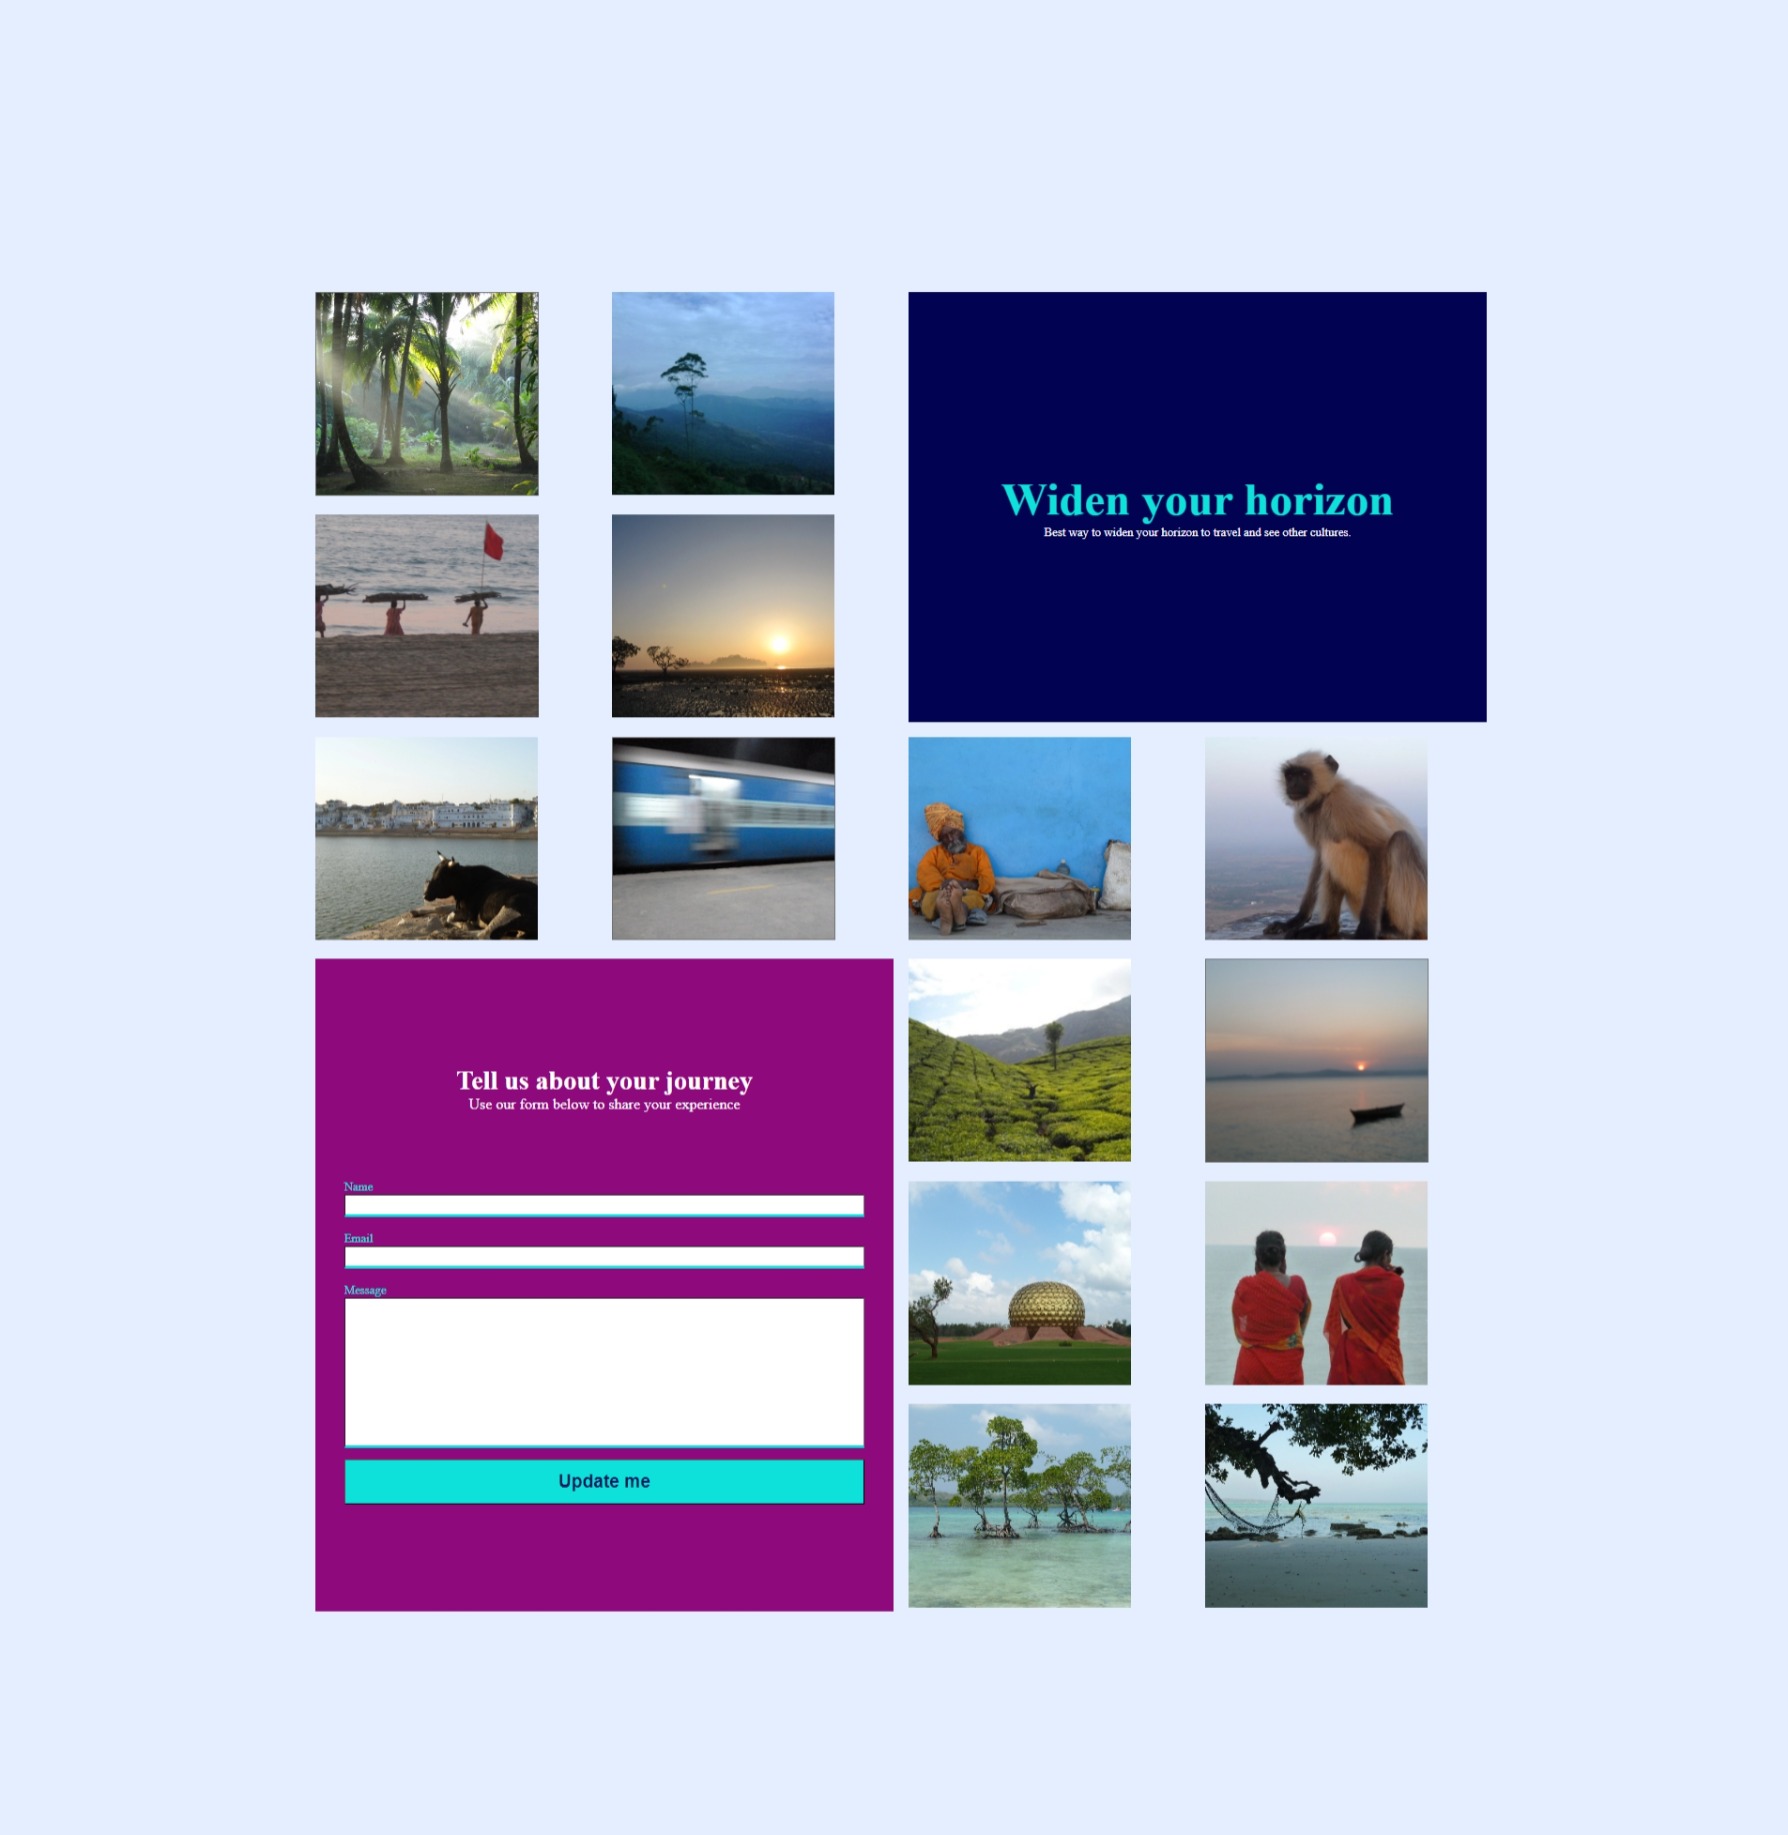 Widen your horizon
Best way to widen your horizon to travel and see other cultures.
Tell us about your journey
Use our form below to share your experience
Name
Email
Message
Update me